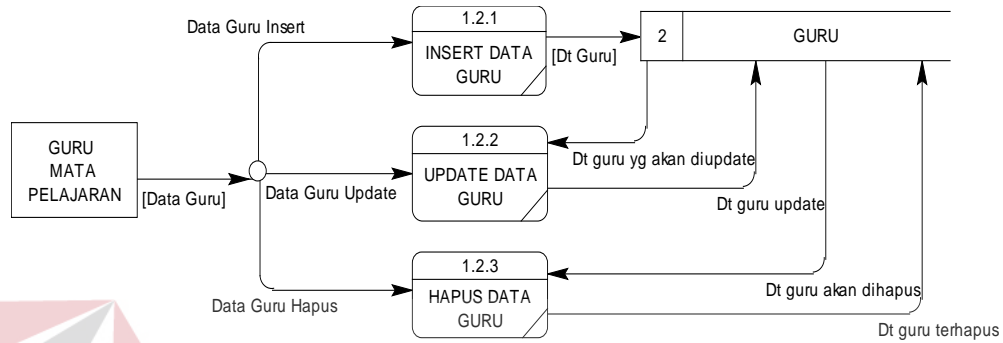 Data Guru Insert
1.2.1
INSERT DATA
GURU
[Dt Guru]
2
GURU
GURU
MATA
PELAJARAN
[Data Guru]
Data Guru Update
1.2.2
UPDATE DATA
GURU
Dt guru yg akan diupdate
Dt guru update
Data Guru Hapus
1.2.3
HAPUS DATA
GURU
Dt guru akan dihapus
Dt guru terhapus